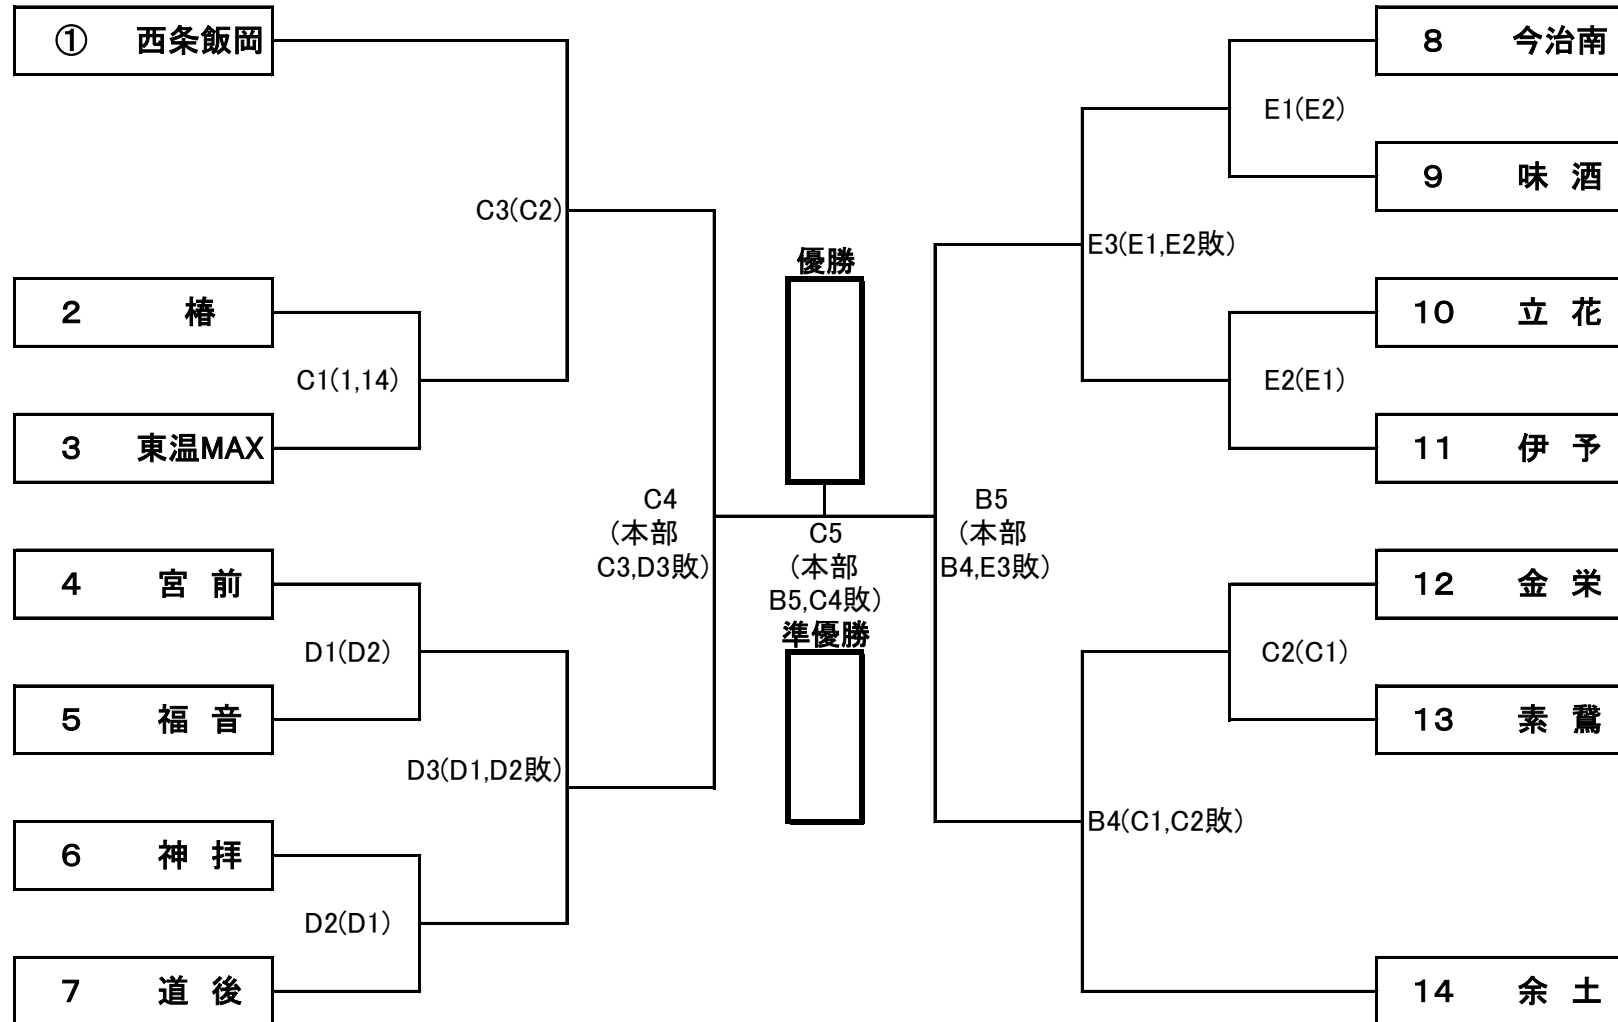 ① 西条飯岡
C3(C2)
2 椿
C1(1,14)
3 東温MAX
C4
(本部
C3,D3敗)
4 宮 前
D1(D2)
5 福 音
D3(D1,D2敗)
6 神 拝
D2(D1)
7 道 後
優勝
C5
(本部
B5,C4敗)
準優勝
8 今治南
E1(E2)
9 味 酒
E3(E1,E2敗)
10 立 花
E2(E1)
11 伊 予
B5
(本部
B4,E3敗)
12 金 栄
C2(C1)
13 素 鵞
B4(C1,C2敗)
14 余 土